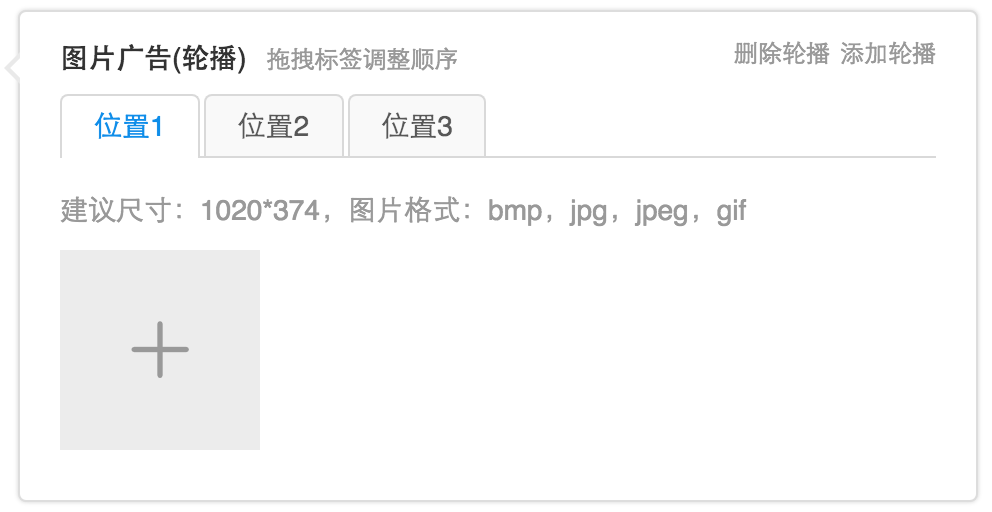 图片广告(轮播) 拖拽标签调整顺序 删除轮播 添加轮播
位置1 位置2 位置3
建议尺寸：1020*374，图片格式：bmp，jpg，jpeg，gif